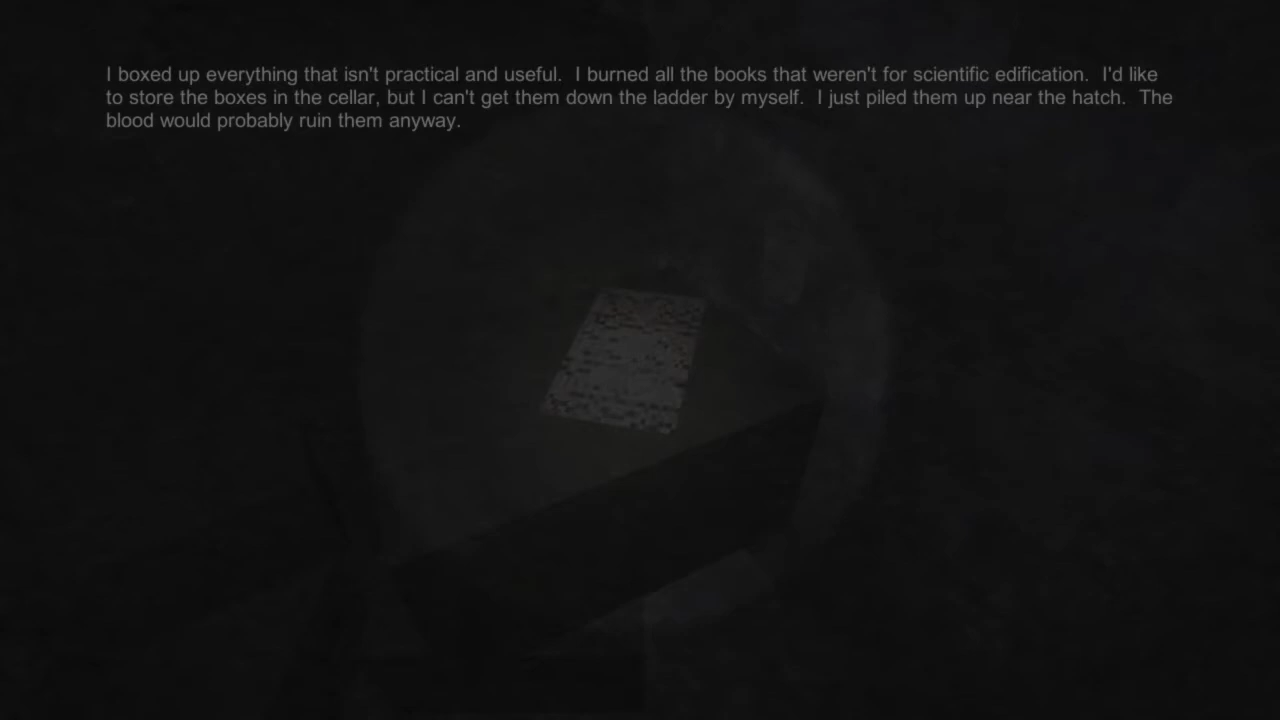 I boxed up everything that isn't practical and useful.  I burned all the books that weren't for scientific edification.  I'd like
to store the boxes in the cellar, but I can't get them down the ladder by myself.  I just piled them up near the hatch.  The
blood would probably ruin them anyway.